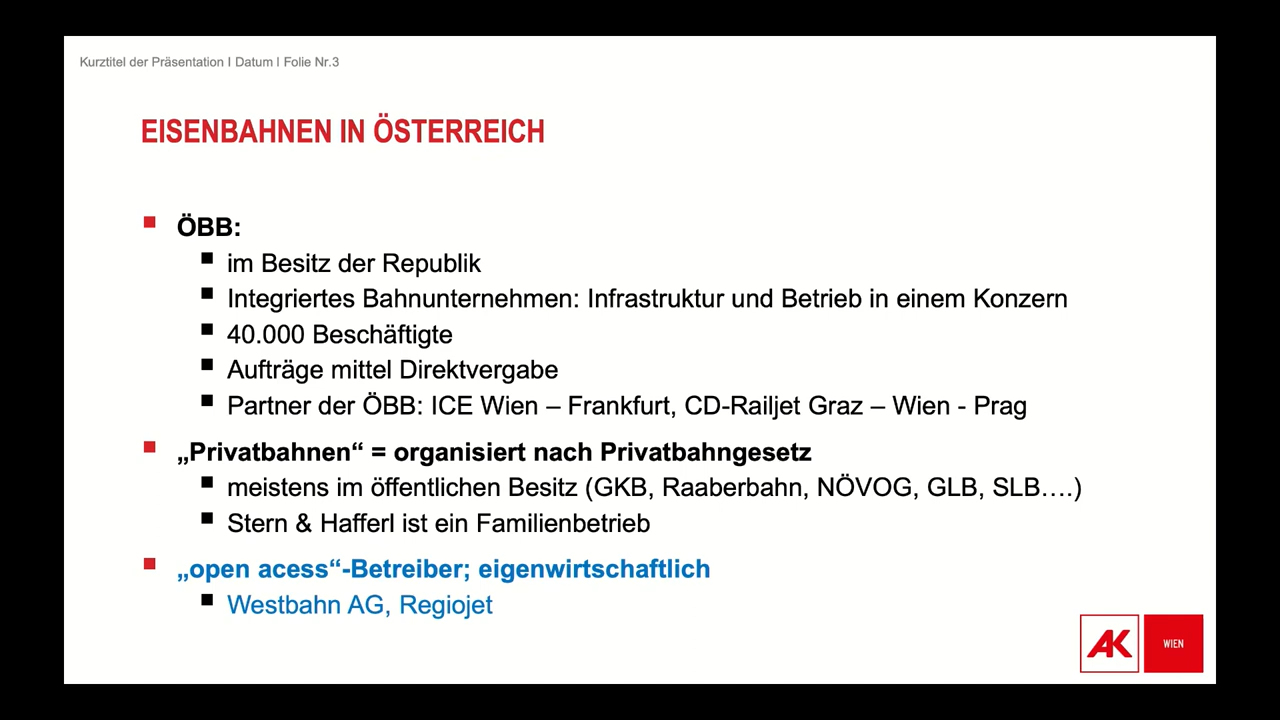 Kurztitel der Präsentation I Datum I Folie Nr.3
EISENBAHNEN IN ÖSTERREICH
ÖBB:
im Besitz der Republik
Integriertes Bahnunternehmen: Infrastruktur und Betrieb in einem Konzern
40.000 Beschäftigte
Aufträge mittel Direktvergabe
Partner der ÖBB: ICE Wien – Frankfurt, CD-Railjet Graz – Wien - Prag
„Privatbahnen“ = organisiert nach Privatbahngesetz
meistens im öffentlichen Besitz (GKB, Raaberbahn, NÖVOG, GLB, SLB….)
Stern & Hafferl ist ein Familienbetrieb
„open acess“-Betreiber; eigenwirtschaftlich
Westbahn AG, Regiojet
AK WIEN